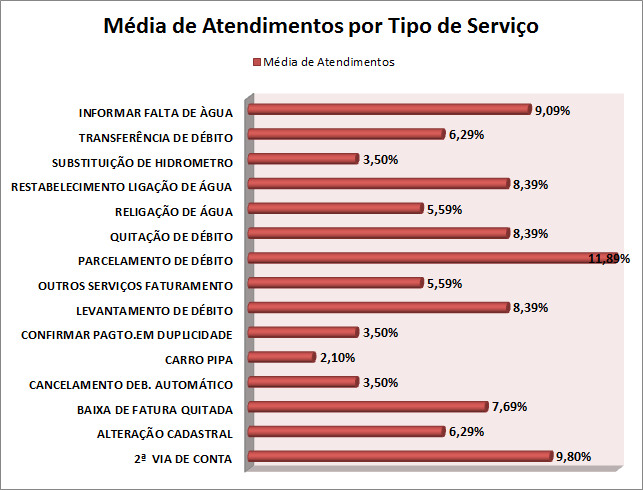 Média de Atendimentos por Tipo de Serviço
Média de Atendimentos
INFORMAR FALTA DE ÀGUA 9,09%
TRANSFERÊNCIA DE DÉBITO 6,29%
SUBSTITUIÇÃO DE HIDROMETRO 3,50%
RESTABELECIMENTO LIGAÇÃO DE ÁGUA 8,39%
RELIGAÇÃO DE ÁGUA 5,59%
QUITAÇÃO DE DÉBITO 8,39%
PARCELAMENTO DE DÉBITO 11,89%
OUTROS SERVIÇOS FATURAMENTO 5,59%
LEVANTAMENTO DE DÉBITO 8,39%
CONFIRMAR PAGTO.EM DUPLICIDADE 3,50%
CARRO PIPA 2,10%
CANCELAMENTO DEB. AUTOMÁTICO 3,50%
BAIXA DE FATURA QUITADA 7,69%
ALTERAÇÃO CADASTRAL 6,29%
2ª VIA DE CONTA 9,80%